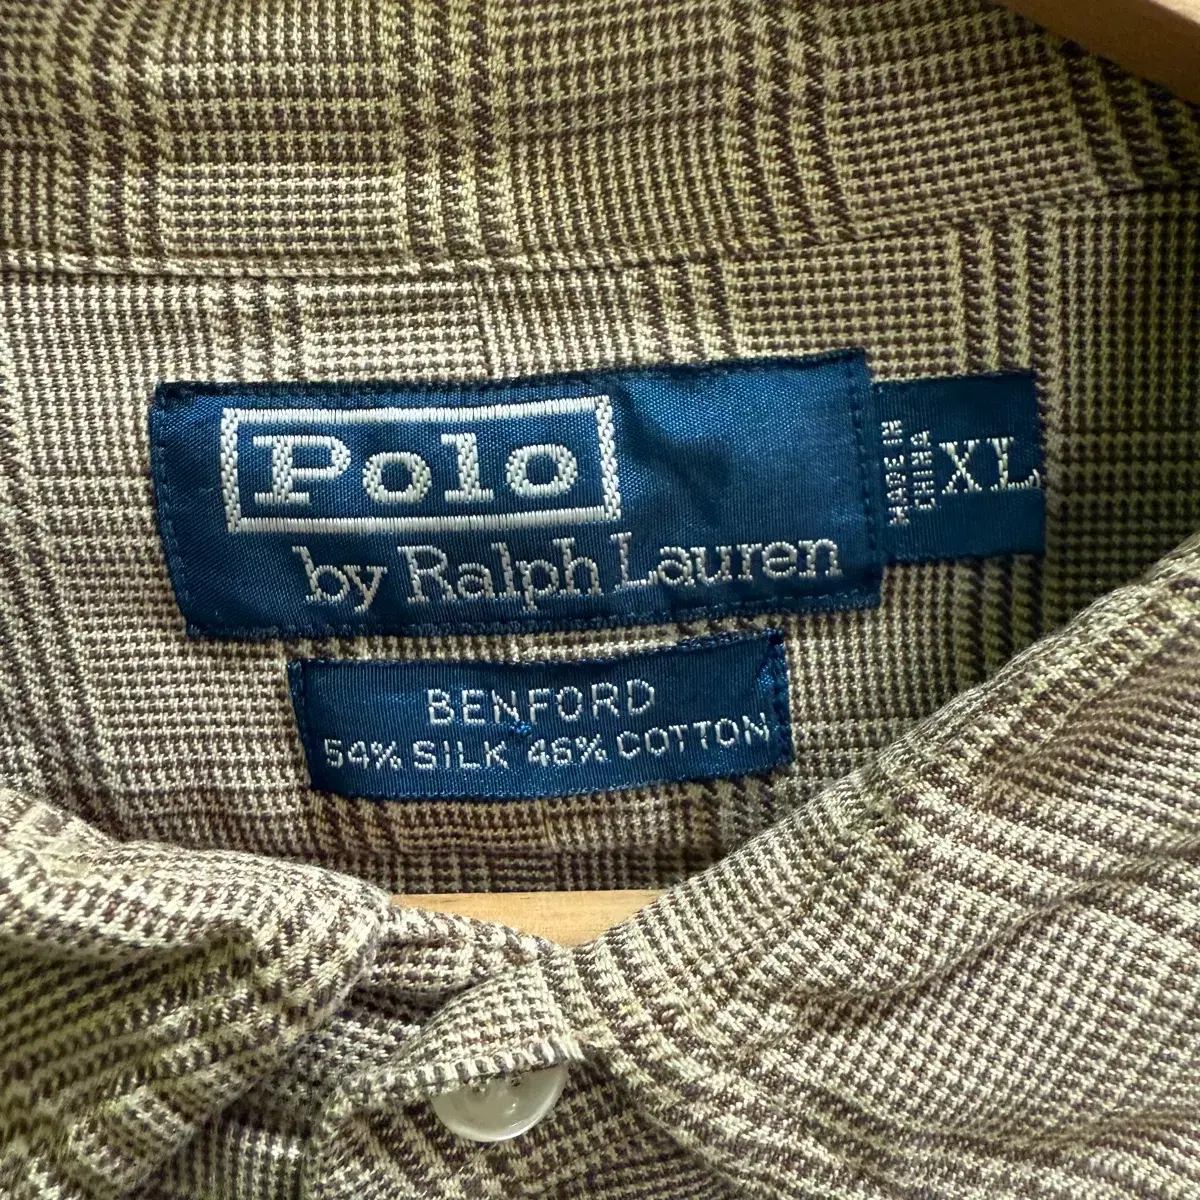 Polo
by Ralph Lauren
MADE IN
CHINA
XL
BENFORD
54% SILK 46% COTTON